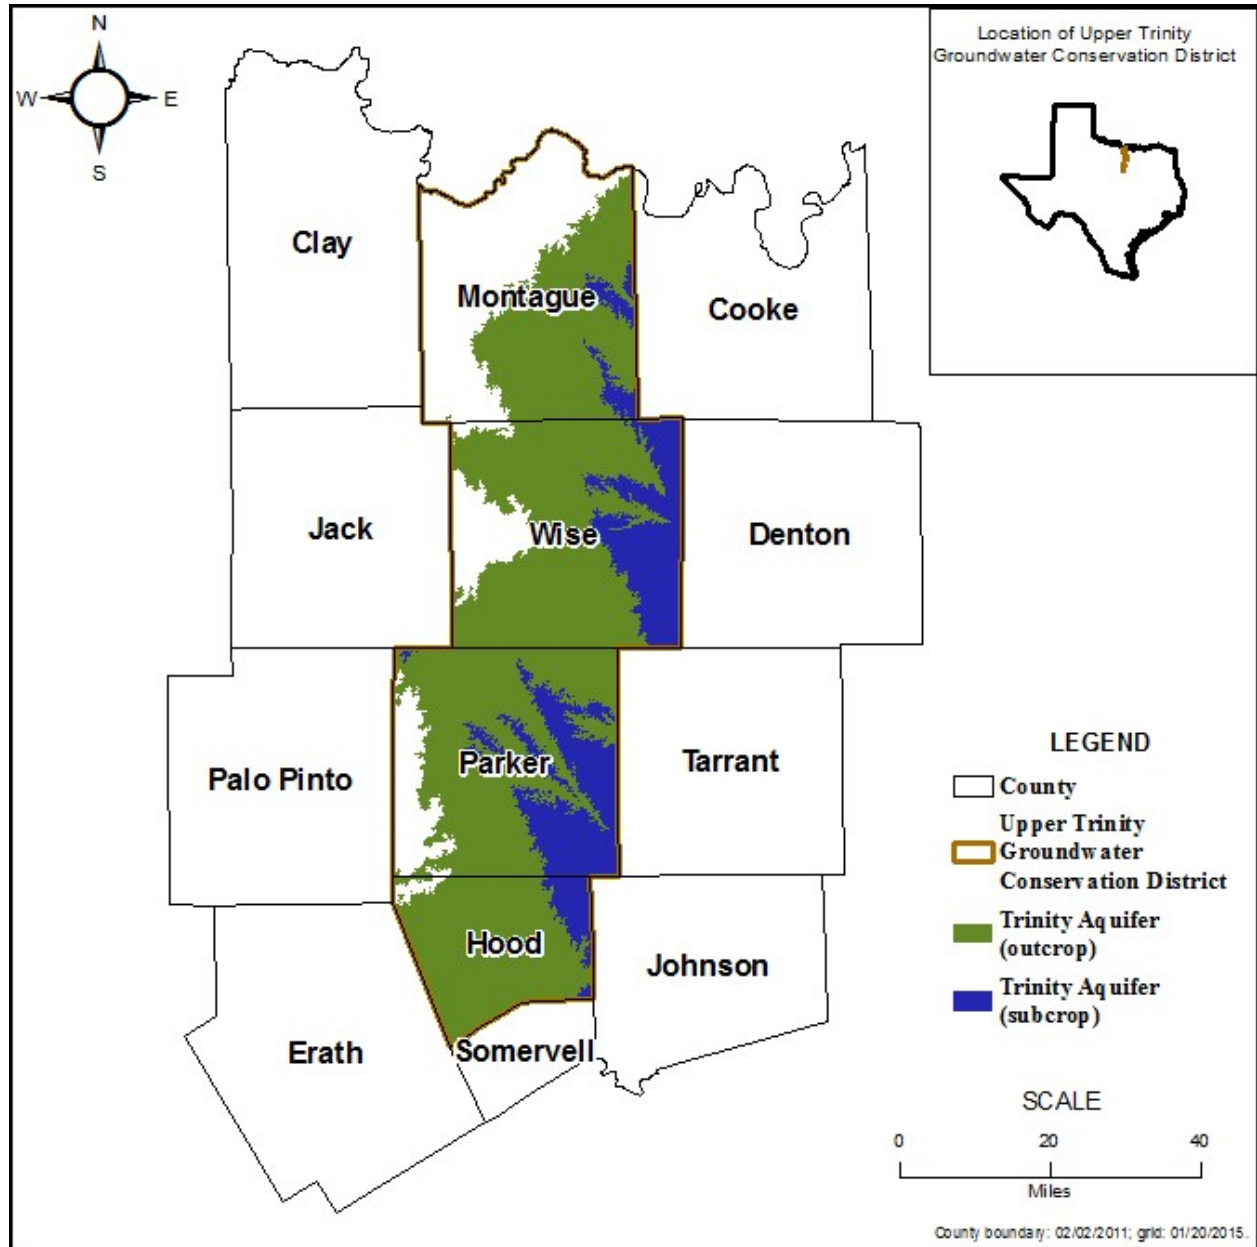 N
W
E
S
Location of Upper Trinity
Groundwater Conservation District
Clay
Montague
Cooke
Jack
Wise
Denton
Palo Pinto
Parker
Tarrant
Hood
Johnson
Erath
Somervell
LEGEND
County
Upper Trinity
Groundwater
Conservation District
Trinity Aquifer
(outcrop)
Trinity Aquifer
(subcrop)
SCALE
0 20 40
Miles
County boundary: 02/02/2011; grid: 01/20/2015.